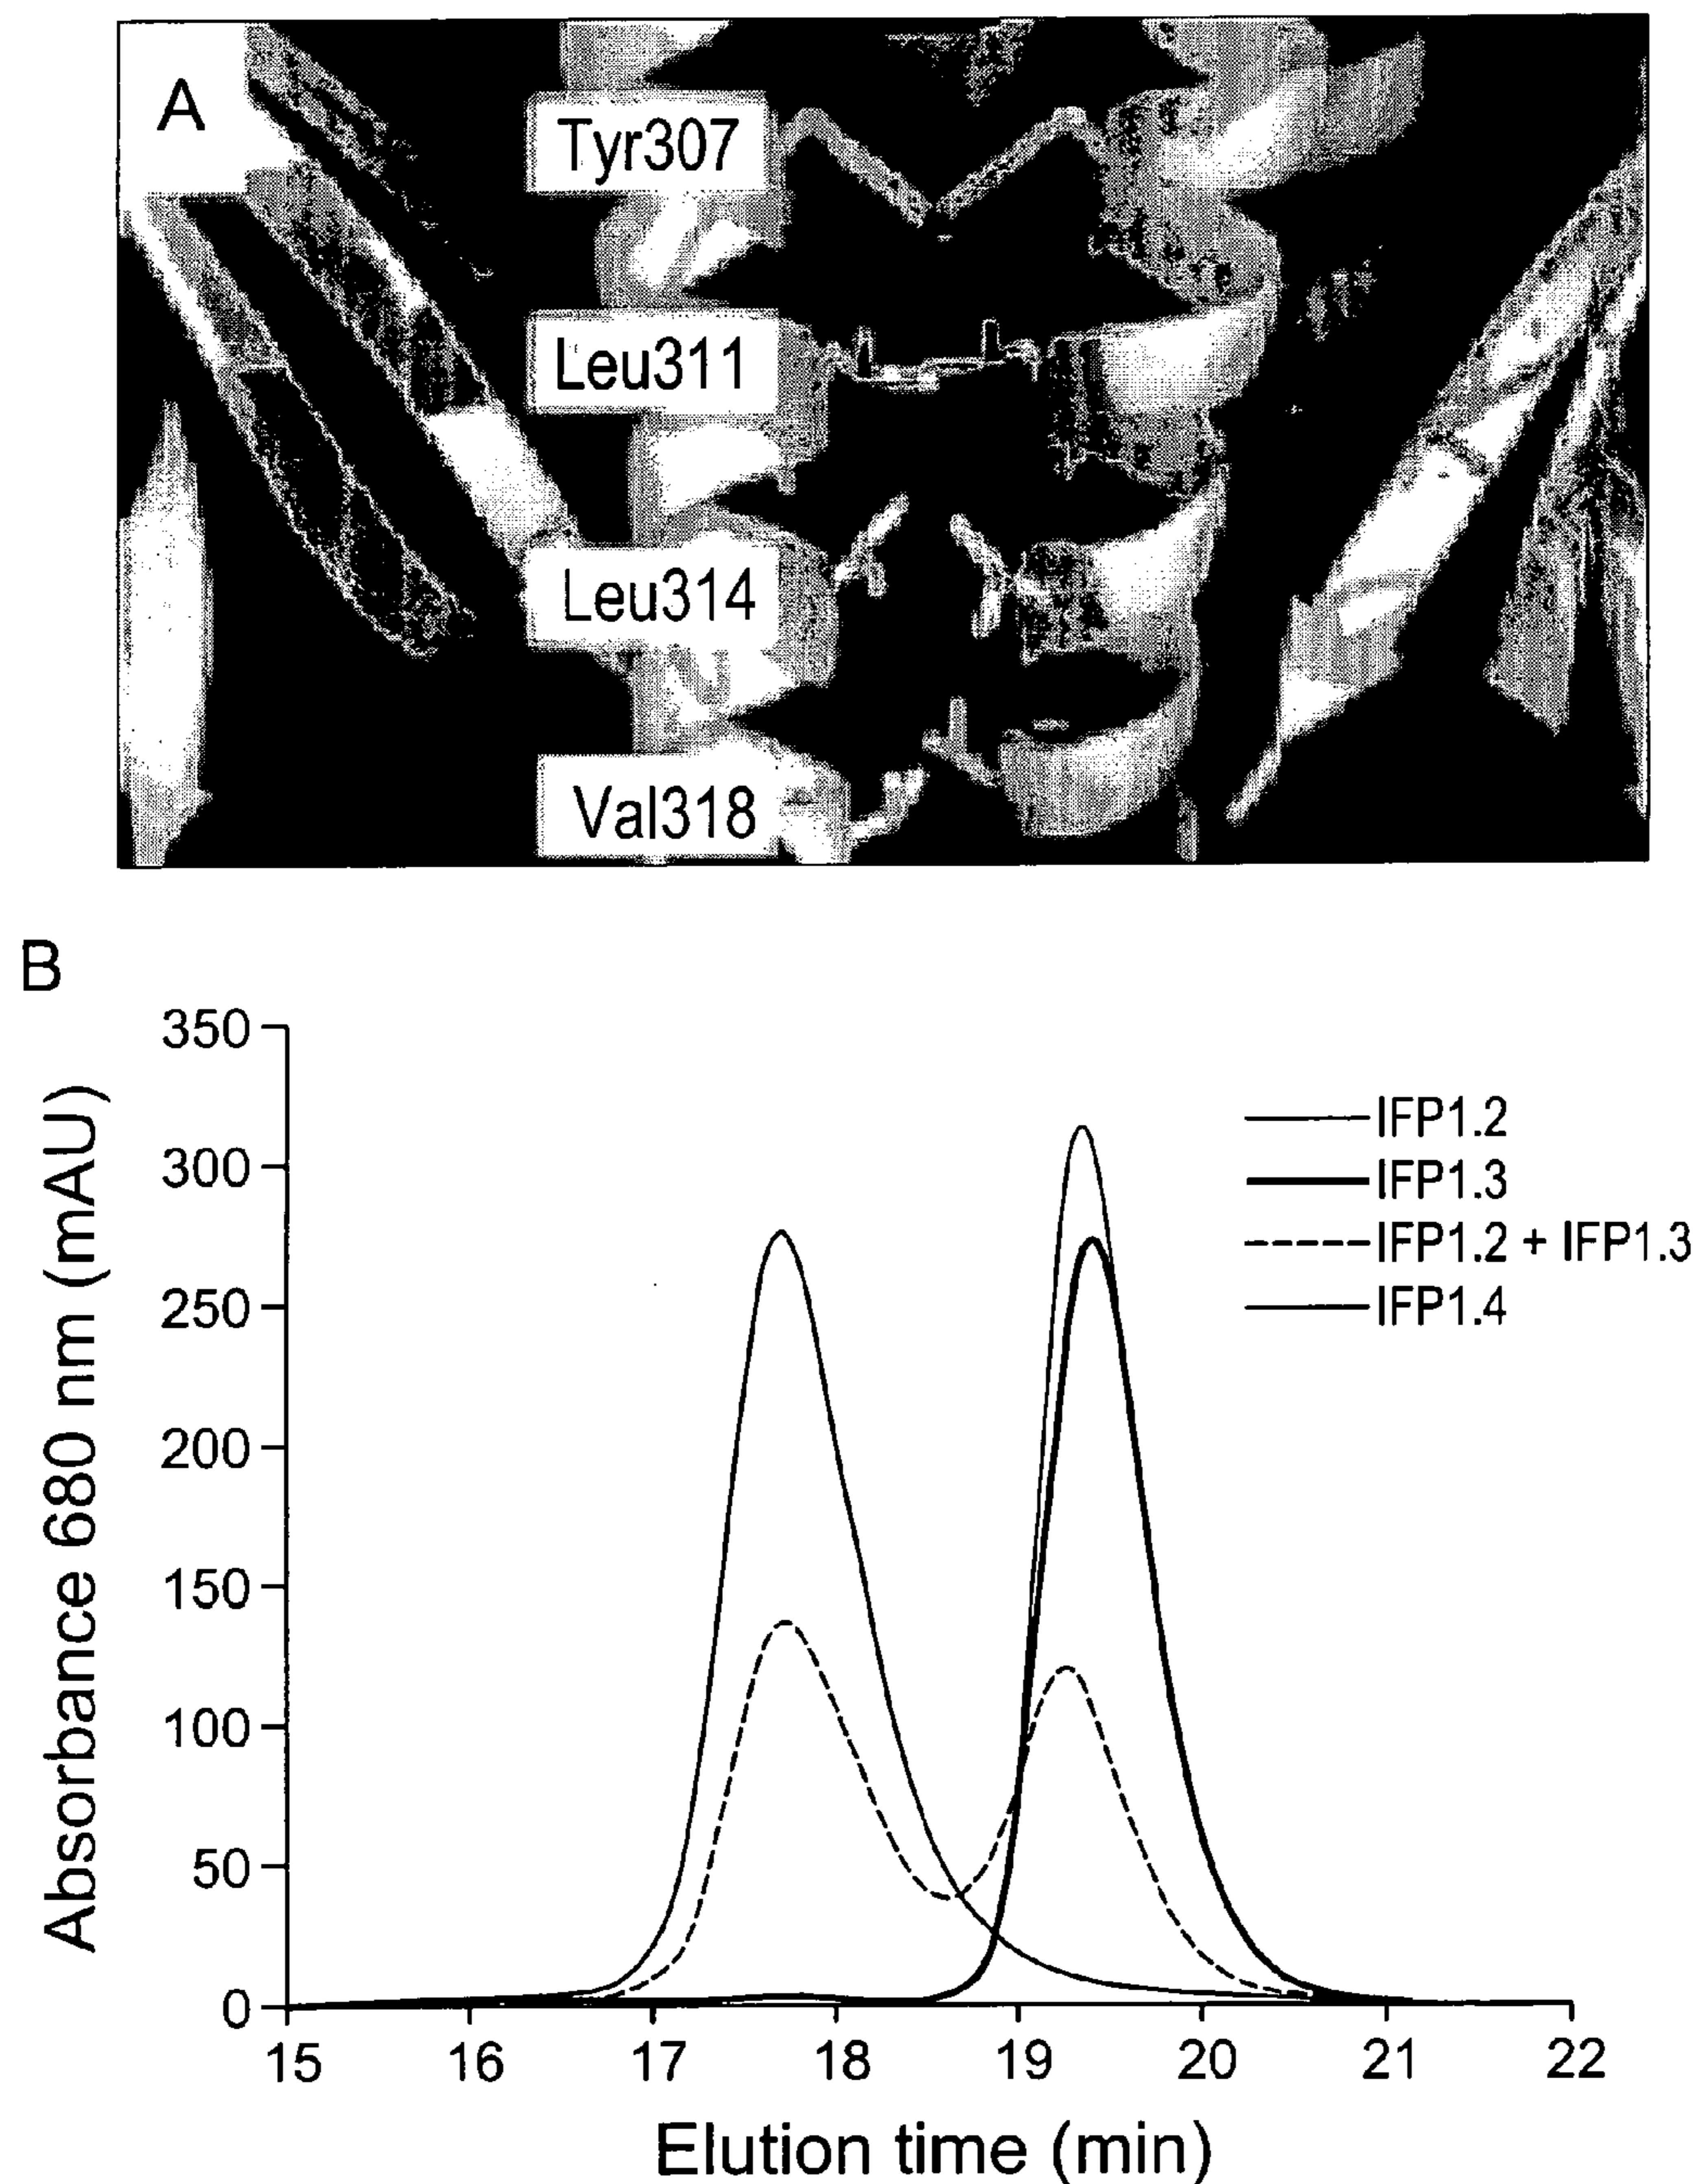 A
Tyr307
Leu311
Leu314
Val318
B
350
300
250
200
150
100
50
0
Absorbance 680 nm (mAU)
IFP1.2
IFP1.3
IFP1.2 + IFP1.3
IFP1.4
15 16 17 18 19 20 21 22
Elution time (min)